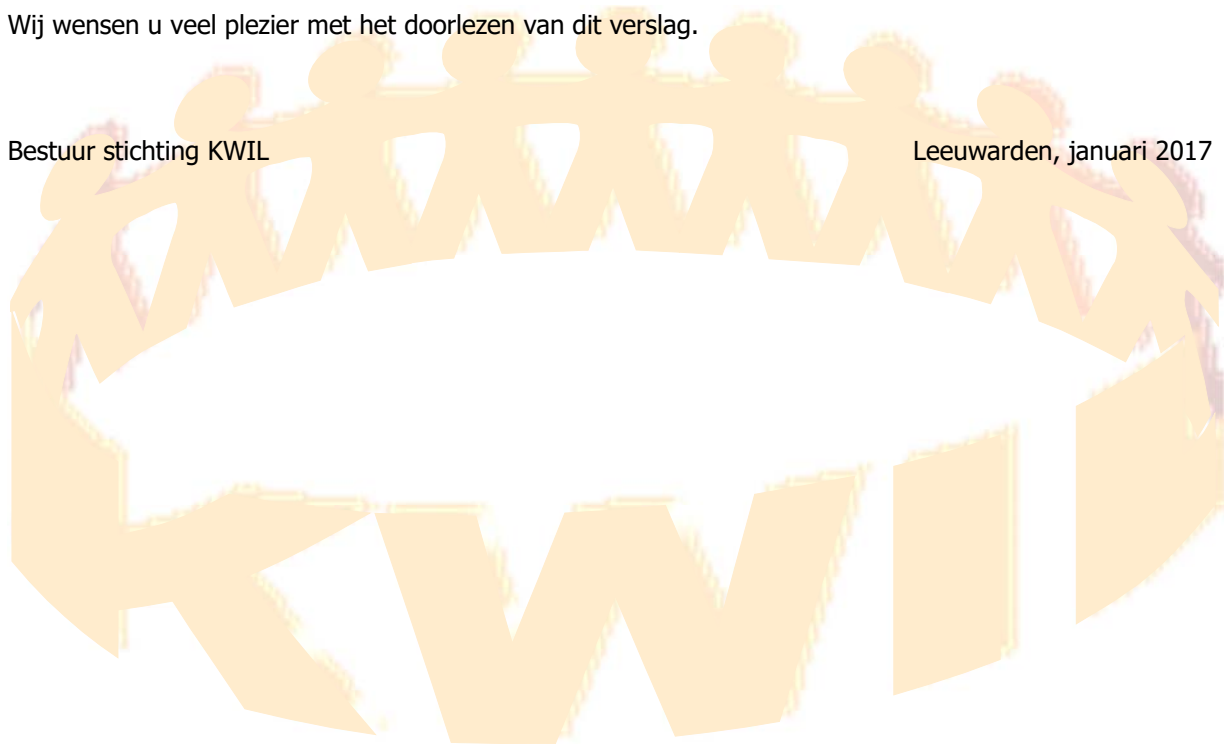 Wij wensen u veel plezier met het doorlezen van dit verslag.
Bestuur stichting KWIL Leeuwarden, januari 2017
KWIL